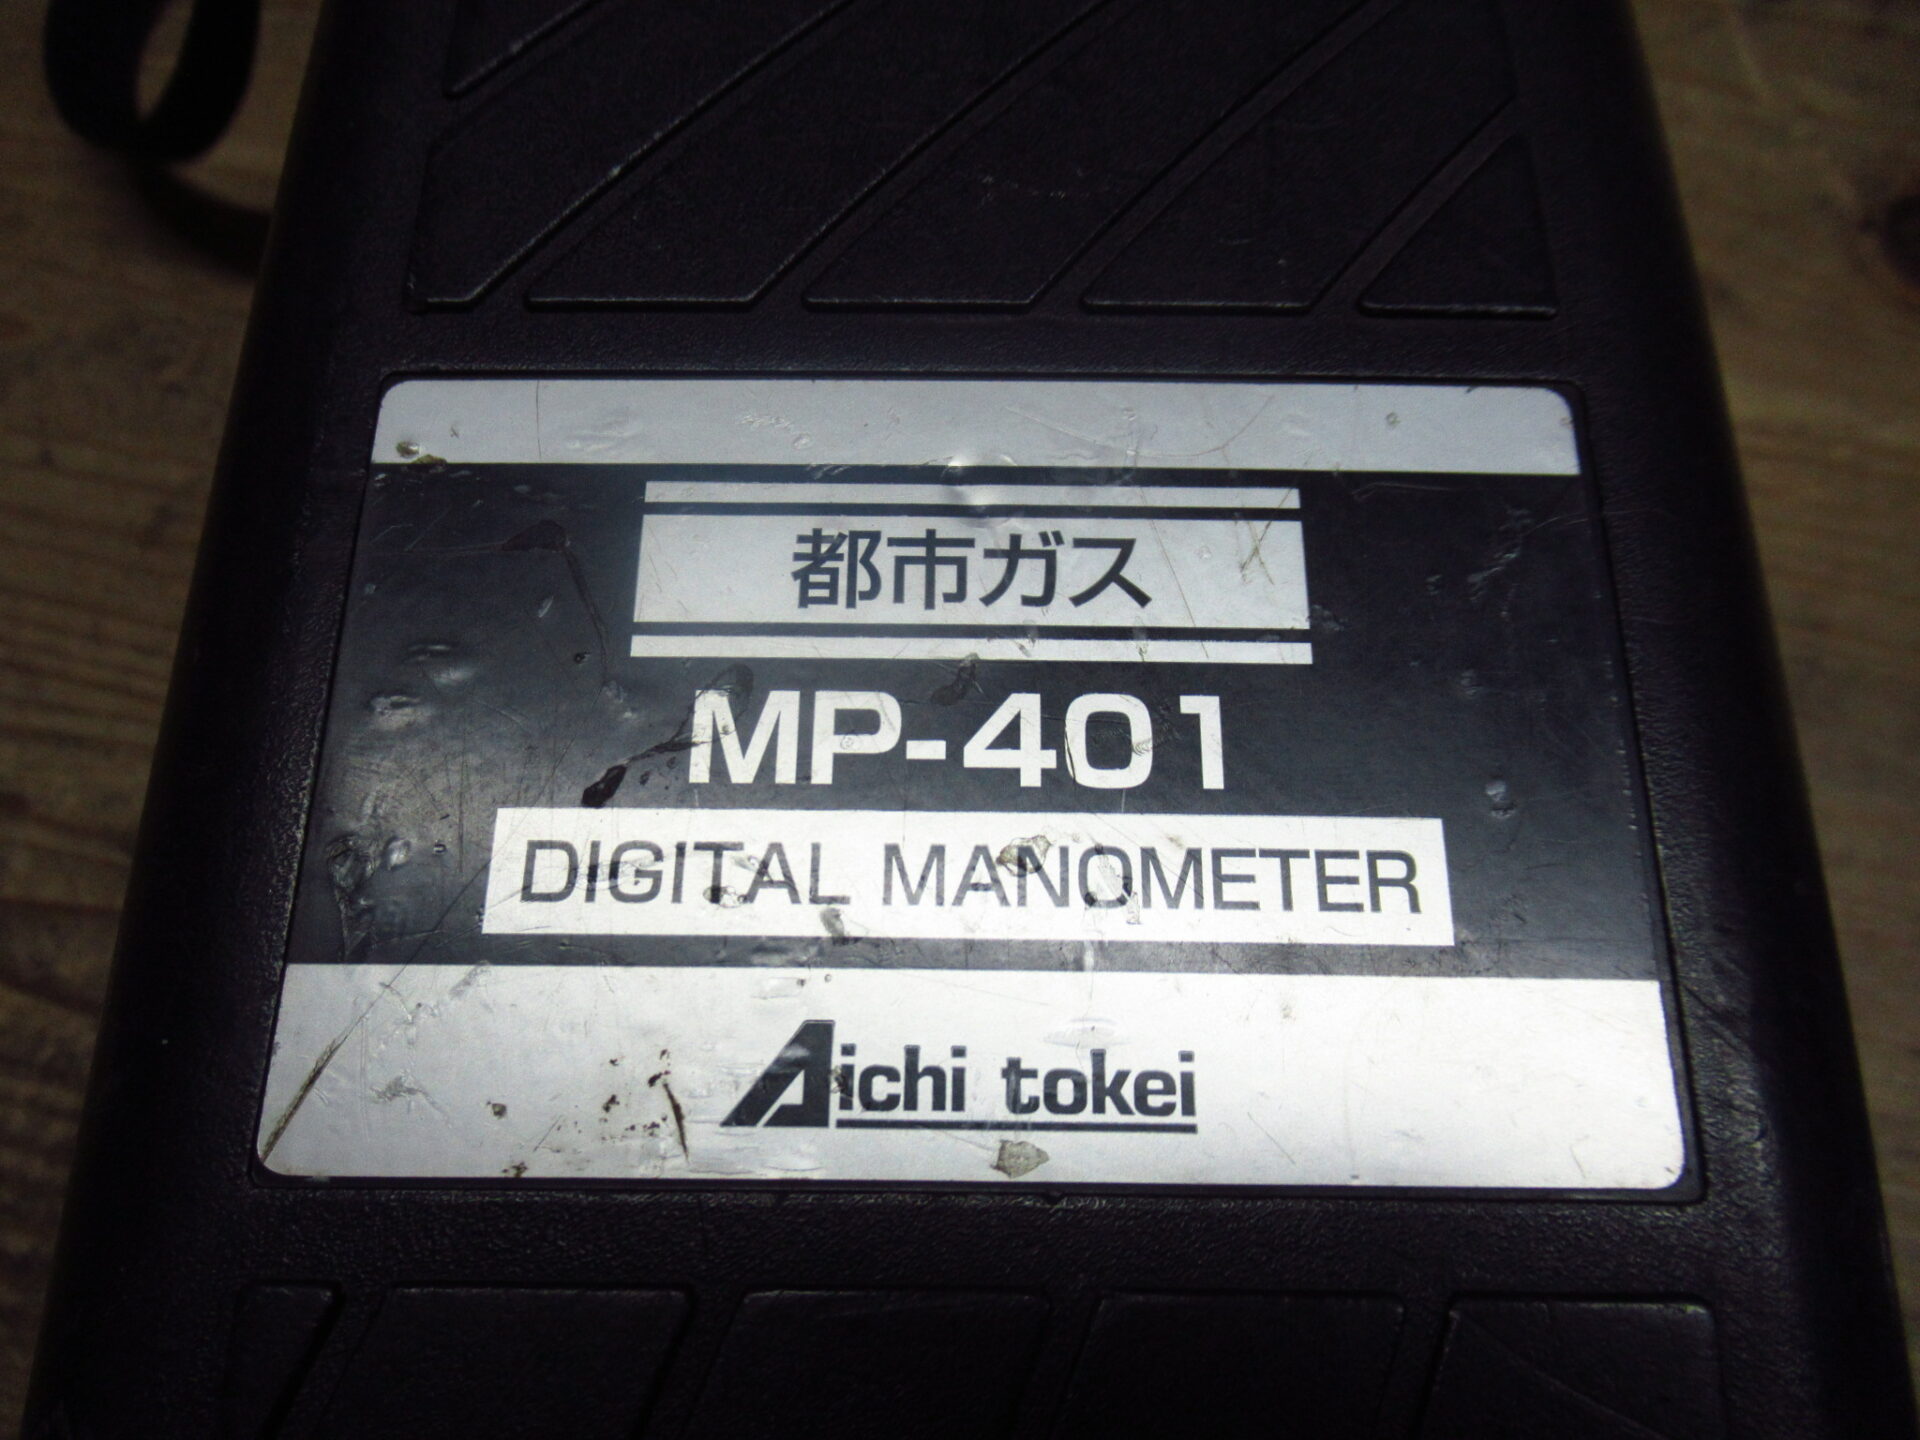 都市ガス
MP-401
DIGITAL MANOMETER
Aichi tokei